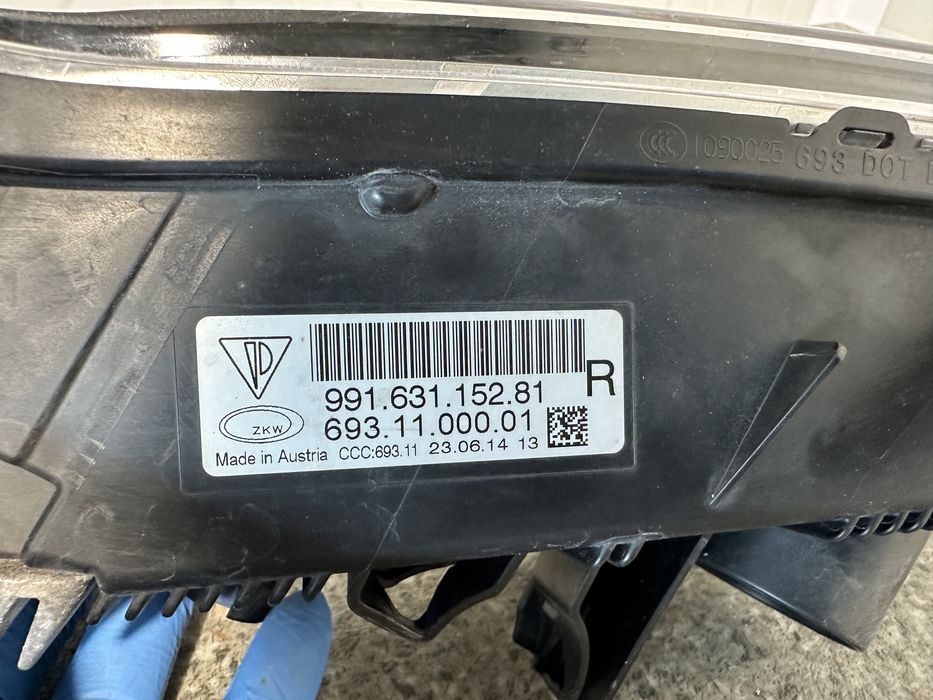 CCC 1090025 693 DOT
991.631.152.81 R
ZKW 693.11.000.01
Made in Austria CCC:693.11 23.06.14 13